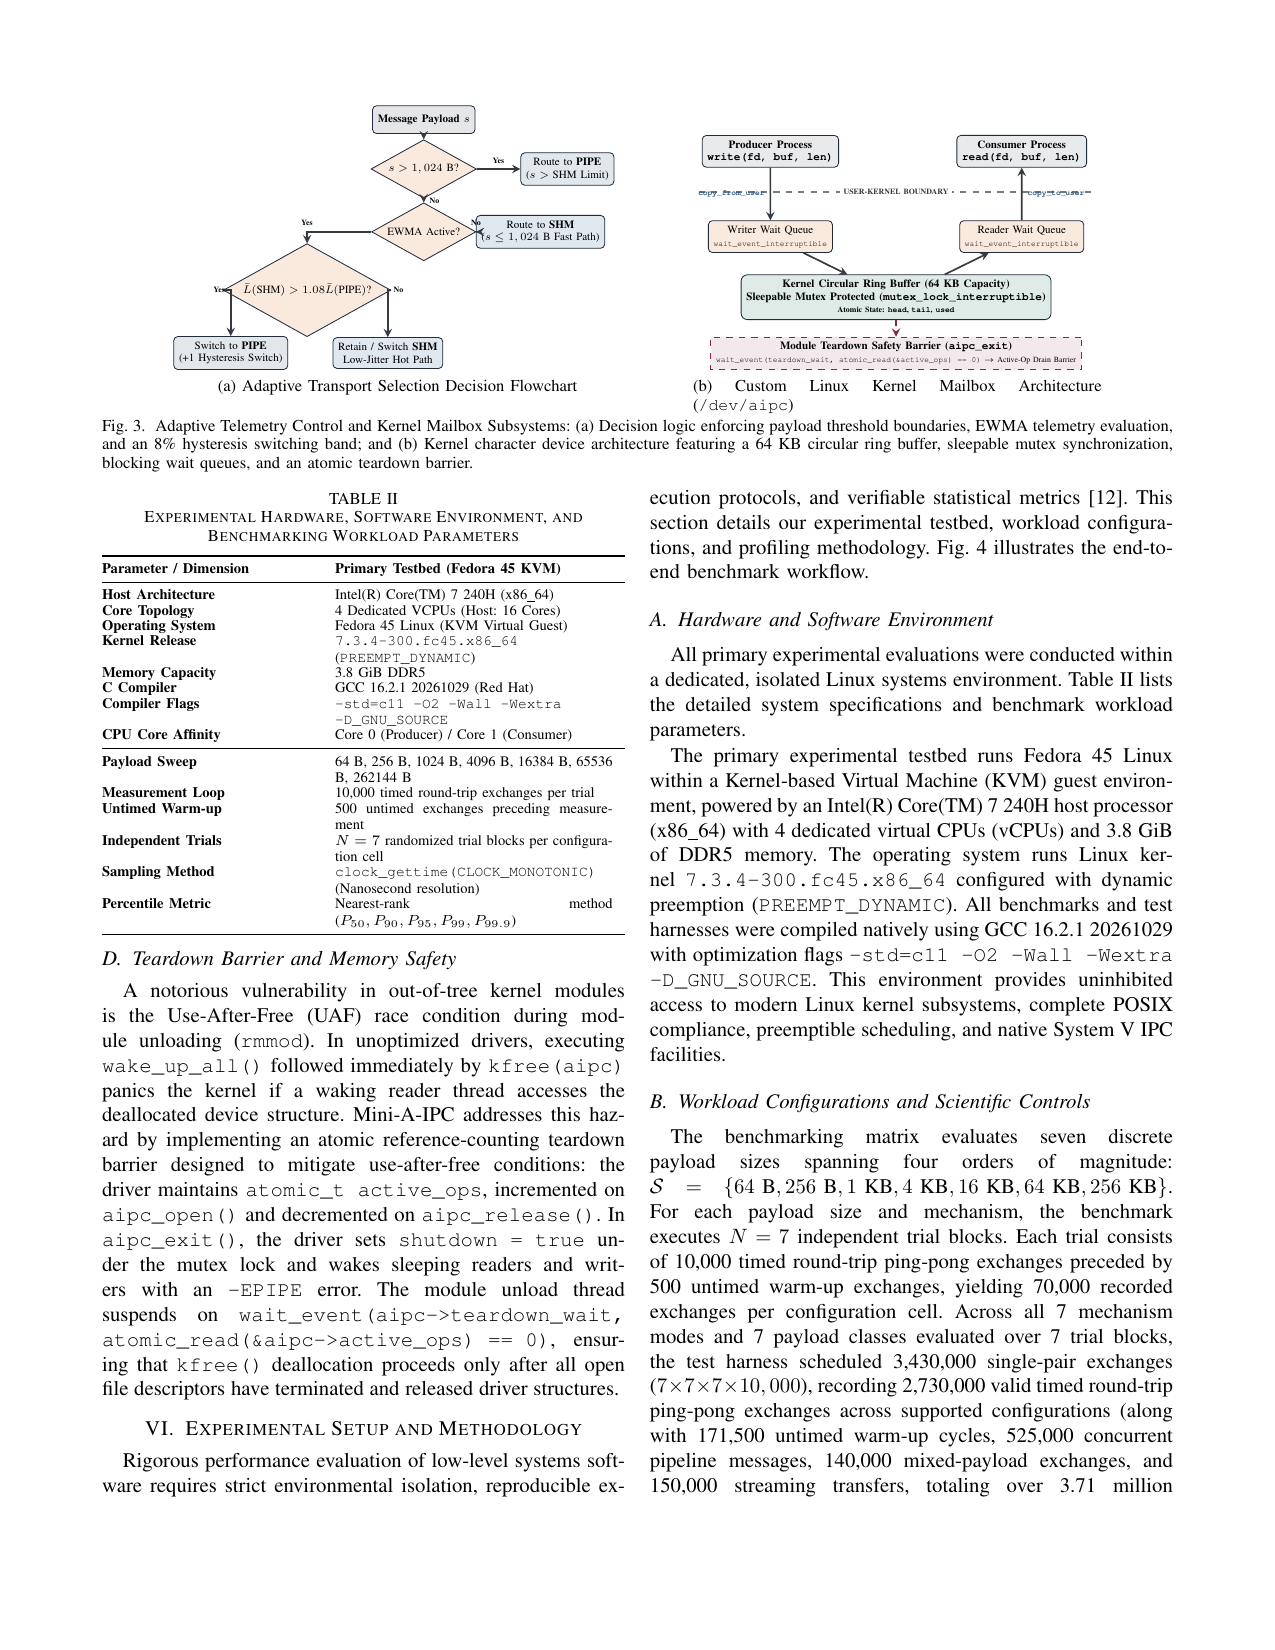 Message Payload s
s > 1, 024 B?
Yes
Route to PIPE
(s > SHM Limit)
No
EWMA Active?
No
Route to SHM
(s ≤ 1, 024 B Fast Path)
Yes
L̄(SHM) > 1.08L̄(PIPE)?
Yes
No
Switch to PIPE
(+1 Hysteresis Switch)
Retain / Switch SHM
Low-Jitter Hot Path
(a) Adaptive Transport Selection Decision Flowchart
Producer Process
write(fd, buf, len)
Consumer Process
read(fd, buf, len)
copy_from_user
USER-KERNEL BOUNDARY
copy_to_user
Writer Wait Queue
wait_event_interruptible
Reader Wait Queue
wait_event_interruptible
Kernel Circular Ring Buffer (64 KB Capacity)
Sleepable Mutex Protected (mutex_lock_interruptible)
Atomic State: head, tail, used
Module Teardown Safety Barrier (aipc_exit)
wait_event(teardown_wait, atomic_read(&active_ops) == 0) → Active-Op Drain Barrier
(b) Custom Linux Kernel Mailbox Architecture
(/dev/aipc)
Fig. 3. Adaptive Telemetry Control and Kernel Mailbox Subsystems: (a) Decision logic enforcing payload threshold boundaries, EWMA telemetry evaluation,
and an 8% hysteresis switching band; and (b) Kernel character device architecture featuring a 64 KB circular ring buffer, sleepable mutex synchronization,
blocking wait queues, and an atomic teardown barrier.
TABLE II
EXPERIMENTAL HARDWARE, SOFTWARE ENVIRONMENT, AND
BENCHMARKING WORKLOAD PARAMETERS
Parameter / Dimension Primary Testbed (Fedora 45 KVM)
Host Architecture Intel(R) Core(TM) 7 240H (x86_64)
Core Topology 4 Dedicated VCPUs (Host: 16 Cores)
Operating System Fedora 45 Linux (KVM Virtual Guest)
Kernel Release 7.3.4-300.fc45.x86_64
(PREEMPT_DYNAMIC)
Memory Capacity 3.8 GiB DDR5
C Compiler GCC 16.2.1 20261029 (Red Hat)
Compiler Flags -std=c11 -O2 -Wall -Wextra
-D_GNU_SOURCE
CPU Core Affinity Core 0 (Producer) / Core 1 (Consumer)
Payload Sweep 64 B, 256 B, 1024 B, 4096 B, 16384 B, 65536
B, 262144 B
Measurement Loop 10,000 timed round-trip exchanges per trial
Untimed Warm-up 500 untimed exchanges preceding measure-
ment
Independent Trials N = 7 randomized trial blocks per configura-
tion cell
Sampling Method clock_gettime(CLOCK_MONOTONIC)
(Nanosecond resolution)
Percentile Metric Nearest-rank method
(P50, P90, P95, P99, P99.9)
D. Teardown Barrier and Memory Safety
A notorious vulnerability in out-of-tree kernel modules
is the Use-After-Free (UAF) race condition during mod-
ule unloading (rmmod). In unoptimized drivers, executing
wake_up_all() followed immediately by kfree(aipc)
panics the kernel if a waking reader thread accesses the
deallocated device structure. Mini-A-IPC addresses this haz-
ard by implementing an atomic reference-counting teardown
barrier designed to mitigate use-after-free conditions: the
driver maintains atomic_t active_ops, incremented on
aipc_open() and decremented on aipc_release(). In
aipc_exit(), the driver sets shutdown = true un-
der the mutex lock and wakes sleeping readers and writ-
ers with an -EPIPE error. The module unload thread
suspends on wait_event(aipc->teardown_wait,
atomic_read(&aipc->active_ops) == 0), ensur-
ing that kfree() deallocation proceeds only after all open
file descriptors have terminated and released driver structures.
VI. EXPERIMENTAL SETUP AND METHODOLOGY
Rigorous performance evaluation of low-level systems soft-
ware requires strict environmental isolation, reproducible ex-
ecution protocols, and verifiable statistical metrics [12]. This
section details our experimental testbed, workload configura-
tions, and profiling methodology. Fig. 4 illustrates the end-to-
end benchmark workflow.
A. Hardware and Software Environment
All primary experimental evaluations were conducted within
a dedicated, isolated Linux systems environment. Table II lists
the detailed system specifications and benchmark workload
parameters.
The primary experimental testbed runs Fedora 45 Linux
within a Kernel-based Virtual Machine (KVM) guest environ-
ment, powered by an Intel(R) Core(TM) 7 240H host processor
(x86_64) with 4 dedicated virtual CPUs (vCPUs) and 3.8 GiB
of DDR5 memory. The operating system runs Linux ker-
nel 7.3.4-300.fc45.x86_64 configured with dynamic
preemption (PREEMPT_DYNAMIC). All benchmarks and test
harnesses were compiled natively using GCC 16.2.1 20261029
with optimization flags -std=c11 -O2 -Wall -Wextra
-D_GNU_SOURCE. This environment provides uninhibited
access to modern Linux kernel subsystems, complete POSIX
compliance, preemptible scheduling, and native System V IPC
facilities.
B. Workload Configurations and Scientific Controls
The benchmarking matrix evaluates seven discrete
payload sizes spanning four orders of magnitude:
S = {64 B, 256 B, 1 KB, 4 KB, 16 KB, 64 KB, 256 KB}.
For each payload size and mechanism, the benchmark
executes N = 7 independent trial blocks. Each trial consists
of 10,000 timed round-trip ping-pong exchanges preceded by
500 untimed warm-up exchanges, yielding 70,000 recorded
exchanges per configuration cell. Across all 7 mechanism
modes and 7 payload classes evaluated over 7 trial blocks,
the test harness scheduled 3,430,000 single-pair exchanges
(7×7×7×10, 000), recording 2,730,000 valid timed round-trip
ping-pong exchanges across supported configurations (along
with 171,500 untimed warm-up cycles, 525,000 concurrent
pipeline messages, 140,000 mixed-payload exchanges, and
150,000 streaming transfers, totaling over 3.71 million